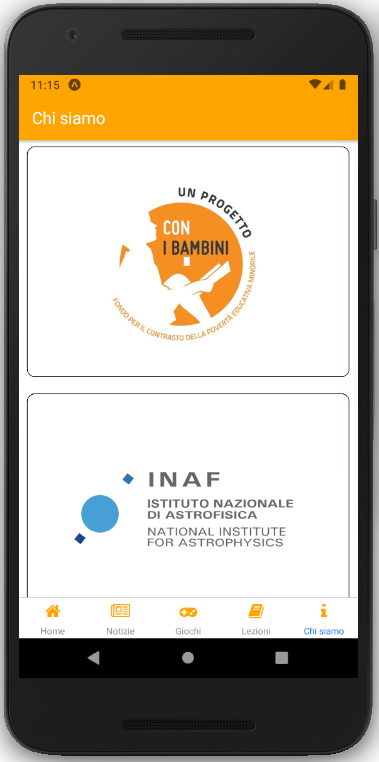 11:15
Chi siamo
UN PROGETTO
CON
I BAMBINI
FONDO PER IL CONTRASTO DELLA POVERTÀ EDUCATIVA MINORILE
INAF
ISTITUTO NAZIONALE
DI ASTROFISICA
NATIONAL INSTITUTE
FOR ASTROPHYSICS
Home Notizie Giochi Lezioni Chi siamo